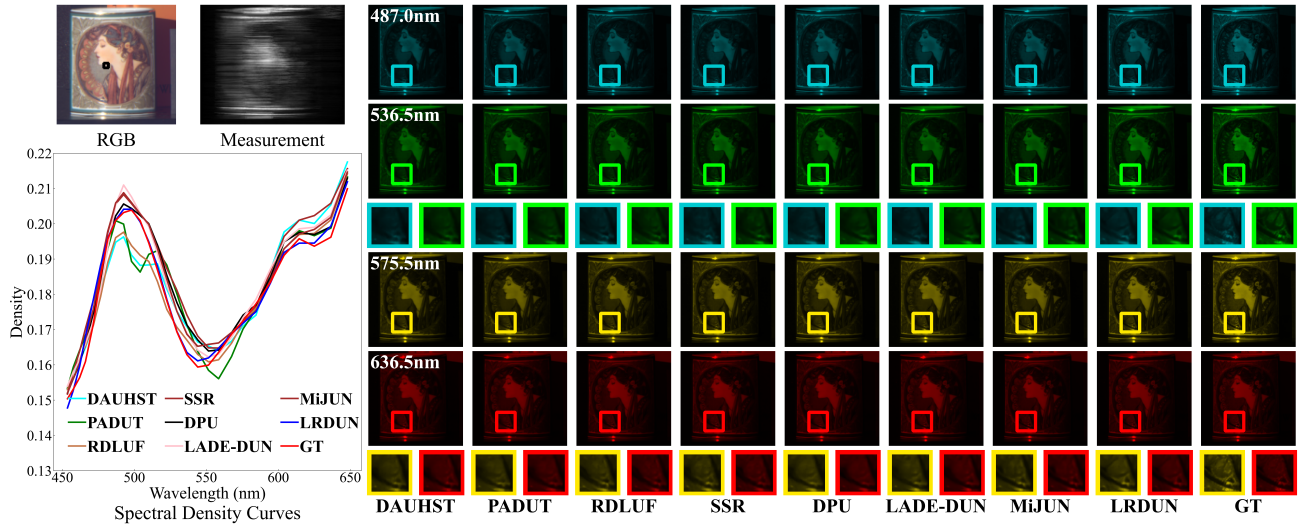 RGB
Measurement
0.22
0.21
0.20
0.19
0.18
0.17
0.16
0.15
0.14
0.13
Density
DAUHST
SSR
MiJUN
PADUT
DPU
LRDUN
RDLUF
LADE-DUN
GT
450
500
550
600
650
Wavelength (nm)
Spectral Density Curves
487.0nm
536.5nm
575.5nm
636.5nm
DAUHST
PADUT
RDLUF
SSR
DPU
LADE-DUN
MiJUN
LRDUN
GT